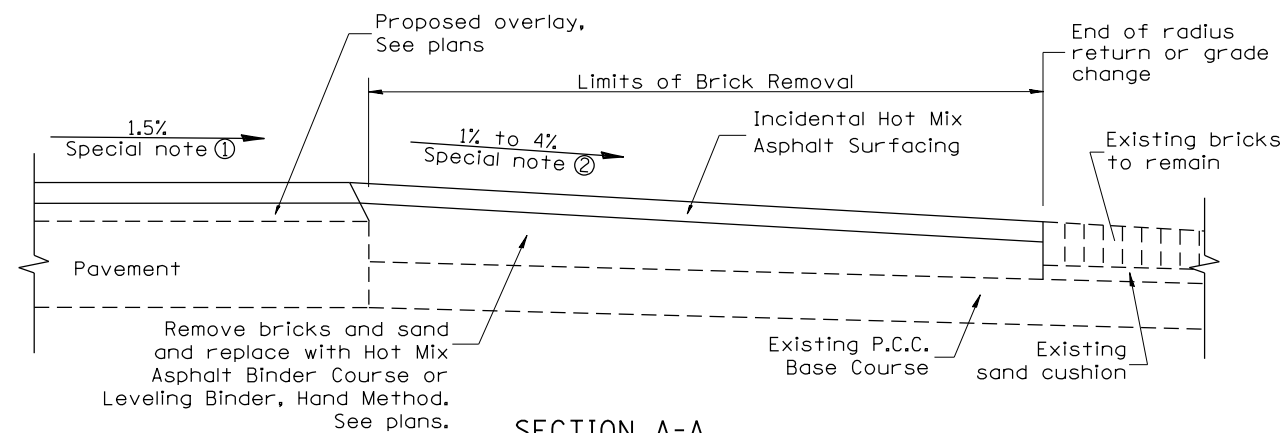 Proposed overlay,
See plans
End of radius
return or grade
change
Limits of Brick Removal
1.5%
Special note ①
1% to 4%
Special note ②
Incidental Hot Mix
Asphalt Surfacing
Existing bricks
to remain
Pavement
Remove bricks and sand
and replace with Hot Mix
Asphalt Binder Course or
Leveling Binder, Hand Method.
See plans.
Existing P.C.C.
Base Course
Existing
sand cushion
SECTION A-A